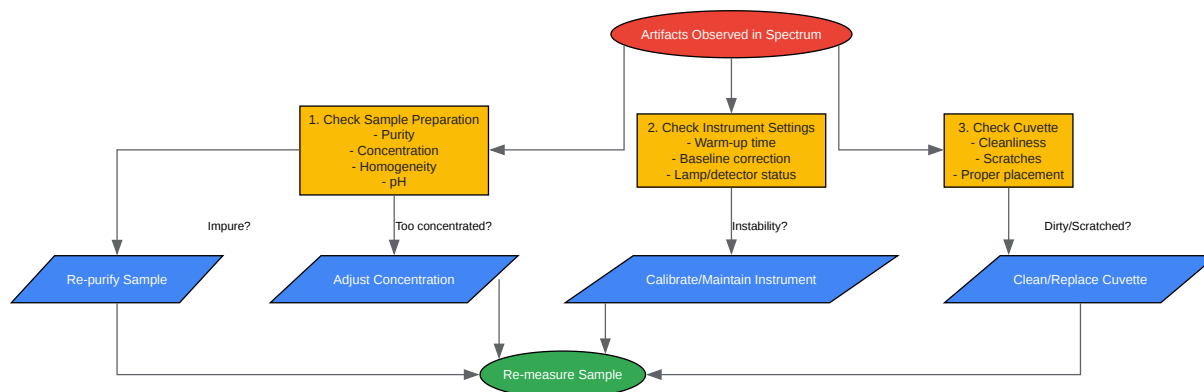 Artifacts Observed in Spectrum
1. Check Sample Preparation
- Purity
- Concentration
- Homogeneity
- pH
2. Check Instrument Settings
- Warm-up time
- Baseline correction
- Lamp/detector status
3. Check Cuvette
- Cleanliness
- Scratches
- Proper placement
Impure?
Too concentrated?
Instability?
Dirty/Scratched?
Re-purify Sample
Adjust Concentration
Calibrate/Maintain Instrument
Clean/Replace Cuvette
Re-measure Sample